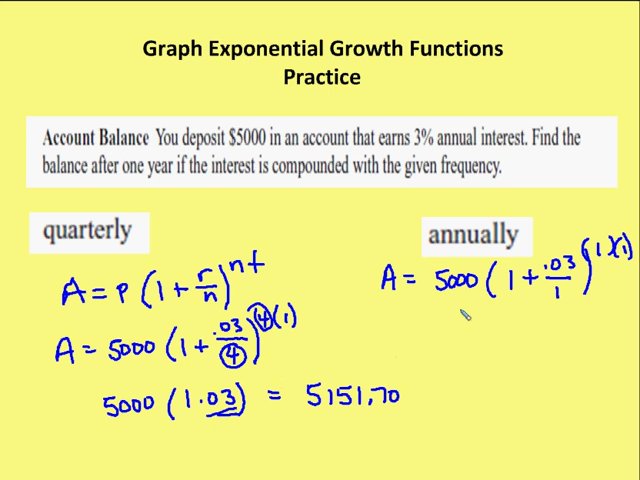 Graph Exponential Growth Functions
Practice
Account Balance You deposit $5000 in an account that earns 3% annual interest. Find the
balance after one year if the interest is compounded with the given frequency.
quarterly
A = P (1 + r/n)^nt
A = 5000 (1 + .03/4)^4(1)
5000 (1.03) = 5151.70
annually
A = 5000 (1 + .03/1)^(1)(1)